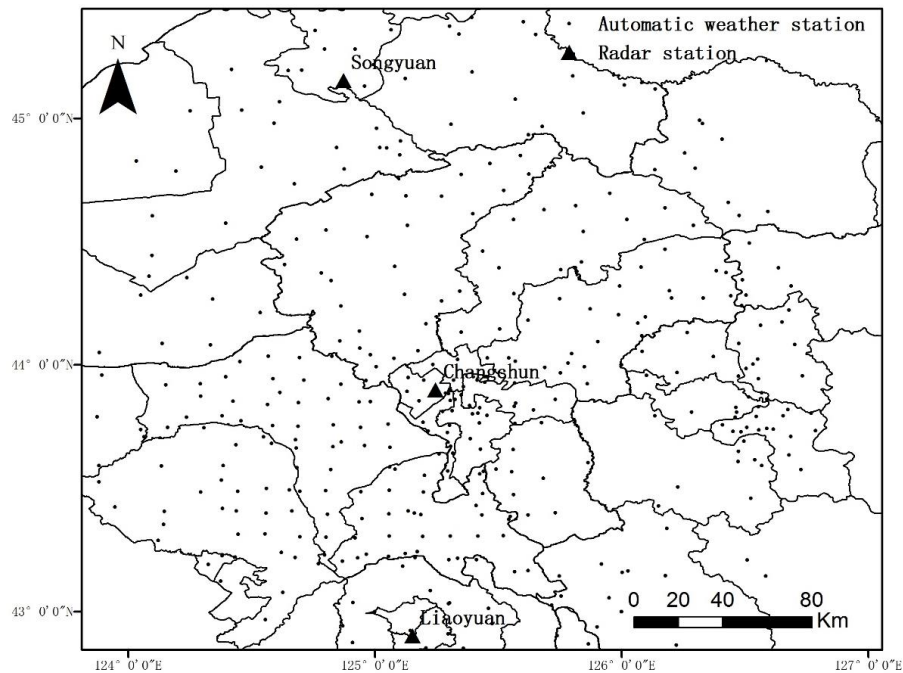 Automatic weather station
N
Radar station
Songyuan
45° 0′0″N
44° 0′0″N
Changshun
43° 0′0″N
0 20 40 80
Km
Liaoyuan
124° 0′0″E
125° 0′0″E
126° 0′0″E
127° 0′0″E